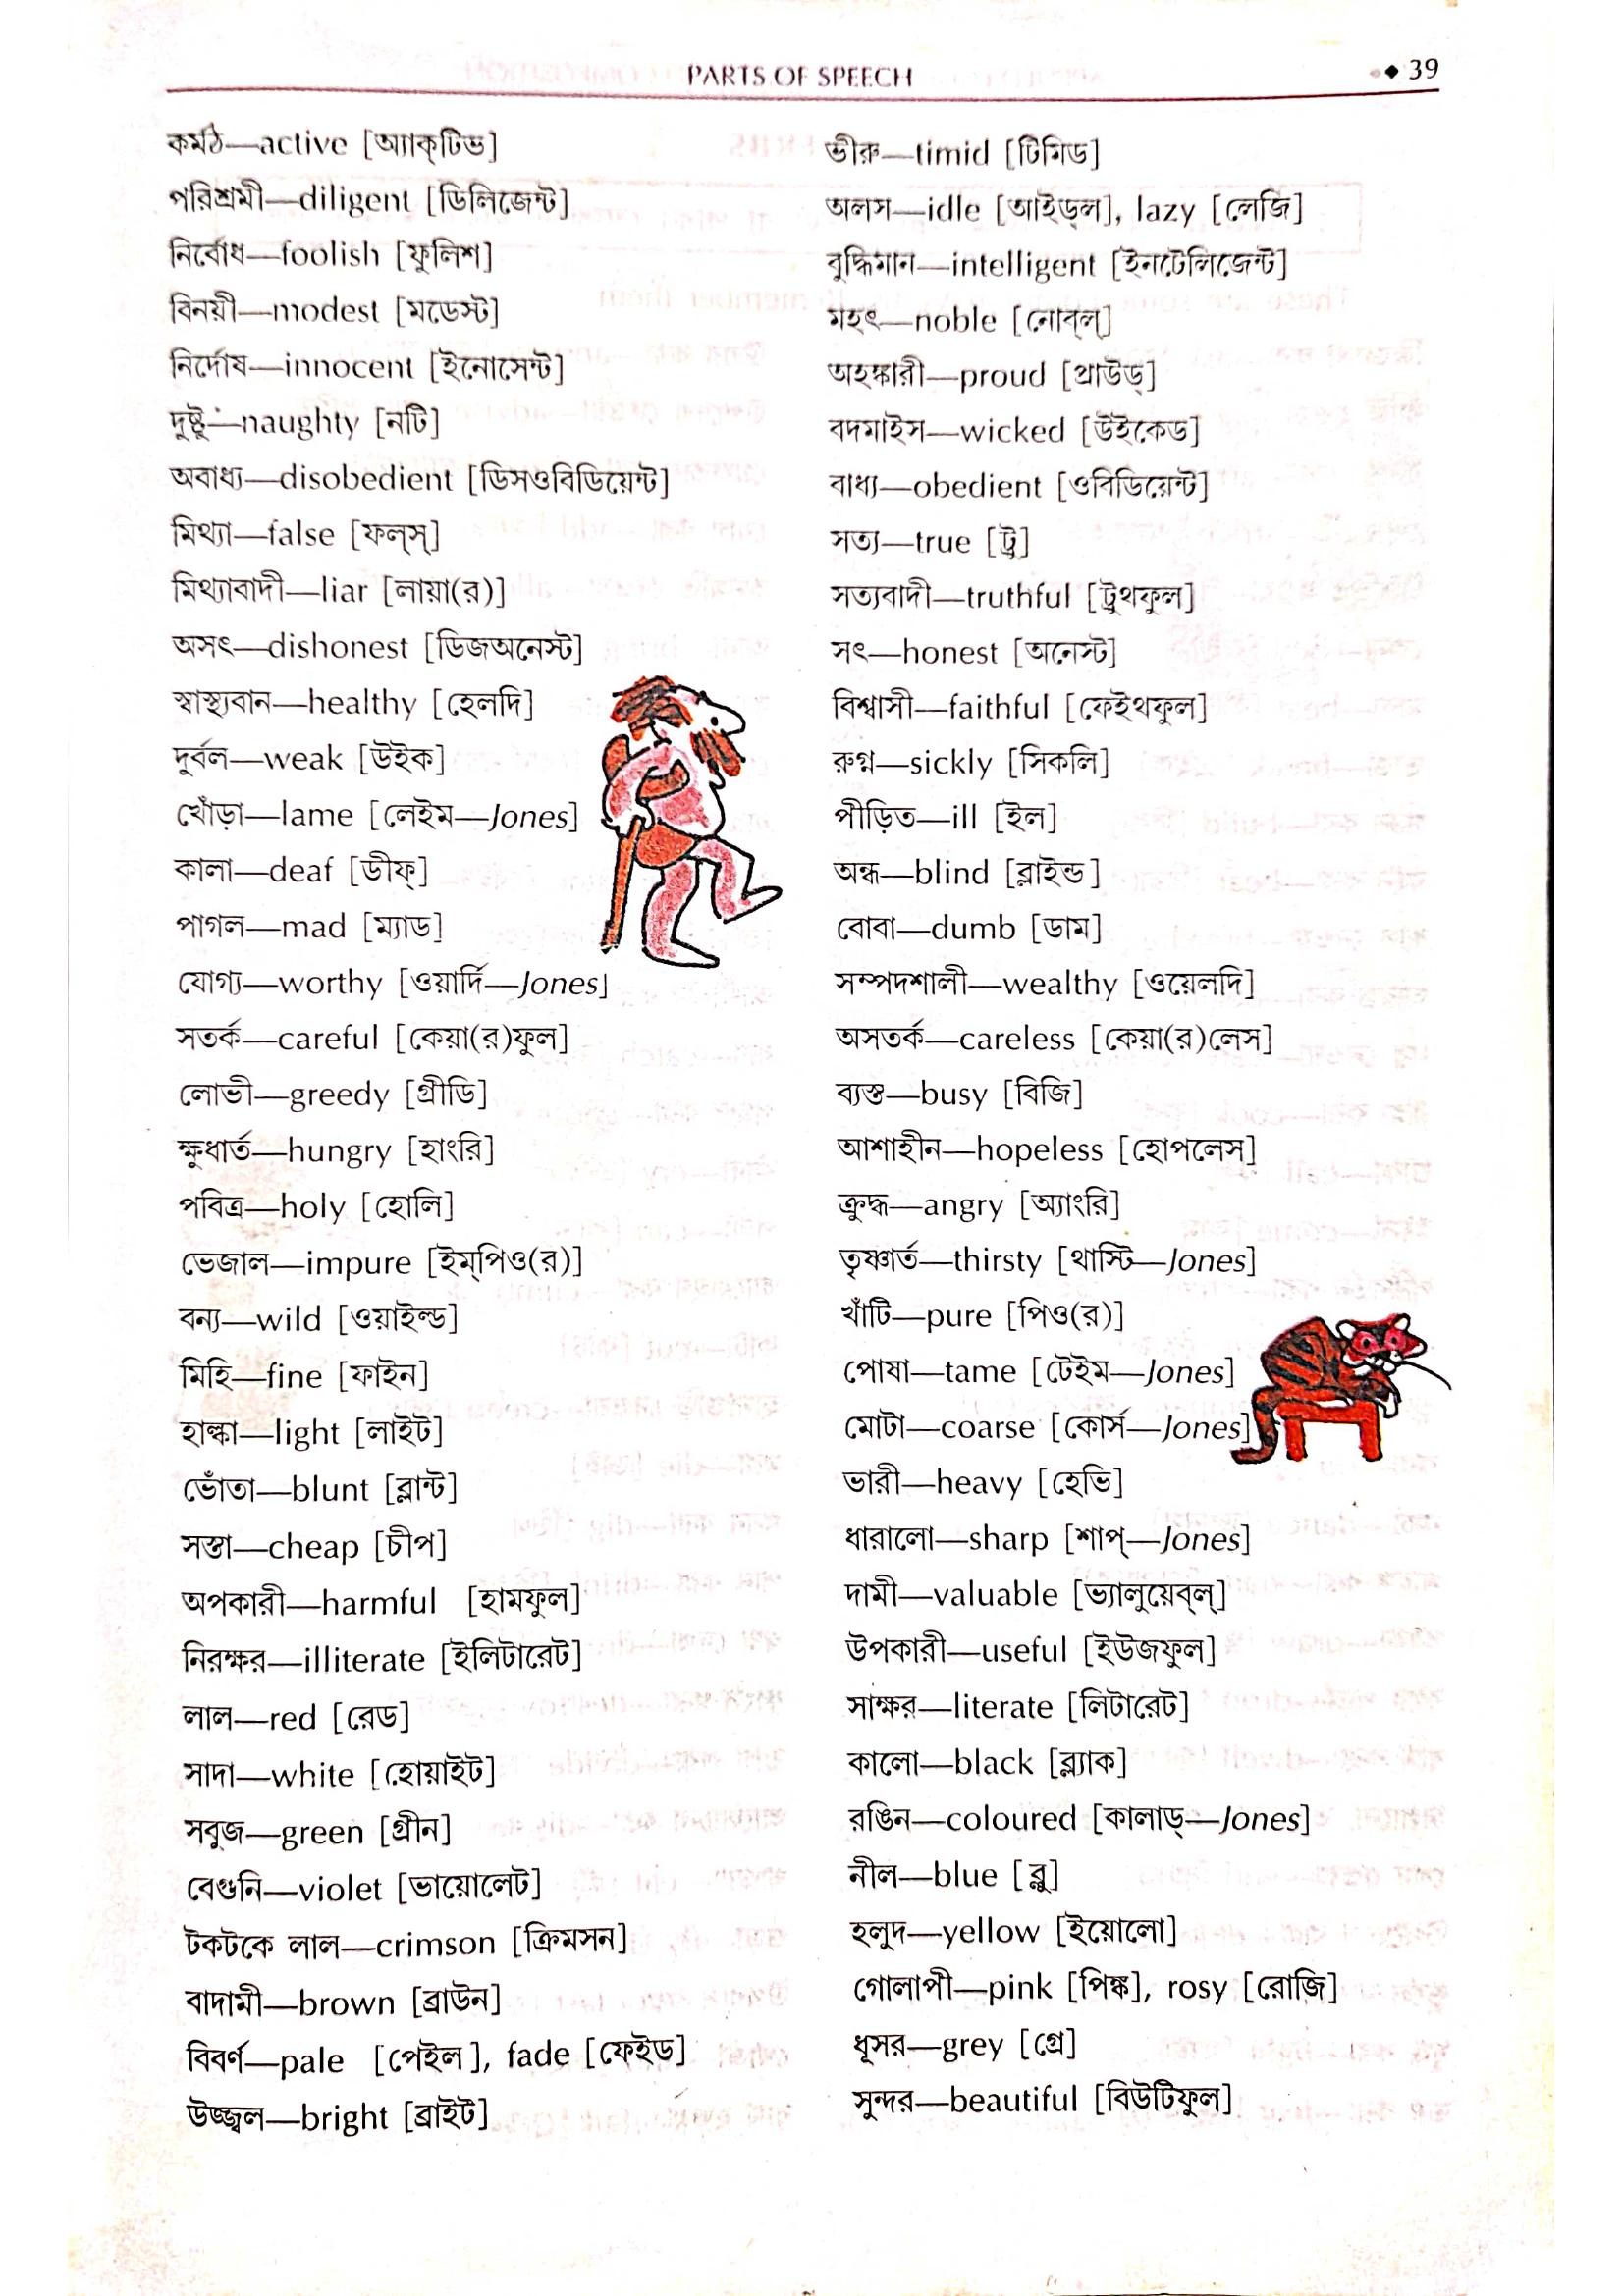 PARTS OF SPEECH
39
কর্মঠ—active [অ্যাক্‌টিভ]
পরিশ্রমী—diligent [ডিলিজেন্ট]
নির্বোধ—foolish [ফুলিশ]
বিনয়ী—modest [মডেস্ট]
নির্দোষ—innocent [ইনোসেন্ট]
দুষ্টু—naughty [নটি]
অবাধ্য—disobedient [ডিসওবিডিয়েন্ট]
মিথ্যা—false [ফল্‌স্]
মিথ্যাবাদী—liar [লায়া(র)]
অসৎ—dishonest [ডিজঅনেস্ট]
স্বাস্থ্যবান—healthy [হেলদি]
দুর্বল—weak [উইক]
খোঁড়া—lame [লেইম—Jones]
কালা—deaf [ডীফ্]
পাগল—mad [ম্যাড]
যোগ্য—worthy [ওয়ার্দি—Jones]
সতর্ক—careful [কেয়া(র)ফুল]
লোভী—greedy [গ্রীডি]
ক্ষুধার্ত—hungry [হাংরি]
পবিত্র—holy [হোলি]
ভেজাল—impure [ইম্‌পিও(র)]
বন্য—wild [ওয়াইল্ড]
মিহি—fine [ফাইন]
হাল্কা—light [লাইট]
ভোঁতা—blunt [ব্লান্ট]
সস্তা—cheap [চীপ]
অপকারী—harmful [হামফুল]
নিরক্ষর—illiterate [ইলিটারেট]
লাল—red [রেড]
সাদা—white [হোয়াইট]
সবুজ—green [গ্রীন]
বেগুনি—violet [ভায়োলেট]
টকটকে লাল—crimson [ক্রিমসন]
বাদামী—brown [ব্রাউন]
বিবর্ণ—pale [পেইল], fade [ফেইড]
উজ্জ্বল—bright [ব্রাইট]
ভীরু—timid [টিমিড]
অলস—idle [আইড্‌ল], lazy [লেজি]
বুদ্ধিমান—intelligent [ইনটেলিজেন্ট]
মহৎ—noble [নোব্‌ল্]
অহঙ্কারী—proud [প্রাউড্]
বদমাইস—wicked [উইকেড]
বাধ্য—obedient [ওবিডিয়েন্ট]
সত্য—true [ট্রু]
সত্যবাদী—truthful [ট্রুথফুল]
সৎ—honest [অনেস্ট]
বিশ্বাসী—faithful [ফেইথফুল]
রুগ্ন—sickly [সিকলি]
পীড়িত—ill [ইল]
অন্ধ—blind [ব্লাইন্ড]
বোবা—dumb [ডাম]
সম্পদশালী—wealthy [ওয়েলদি]
অসতর্ক—careless [কেয়া(র)লেস]
ব্যস্ত—busy [বিজি]
আশাহীন—hopeless [হোপলেস]
ক্রুদ্ধ—angry [অ্যাংরি]
তৃষ্ণার্ত—thirsty [থাস্টি—Jones]
খাঁটি—pure [পিও(র)]
পোষা—tame [টেইম—Jones]
মোটা—coarse [কোর্স—Jones]
ভারী—heavy [হেভি]
ধারালো—sharp [শাপ্—Jones]
দামী—valuable [ভ্যালুয়েব্‌ল্]
উপকারী—useful [ইউজফুল]
সাক্ষর—literate [লিটারেট]
কালো—black [ব্ল্যাক]
রঙিন—coloured [কালাড্—Jones]
নীল—blue [ব্লু]
হলুদ—yellow [ইয়োলো]
গোলাপী—pink [পিঙ্ক], rosy [রোজি]
ধূসর—grey [গ্রে]
সুন্দর—beautiful [বিউটিফুল]